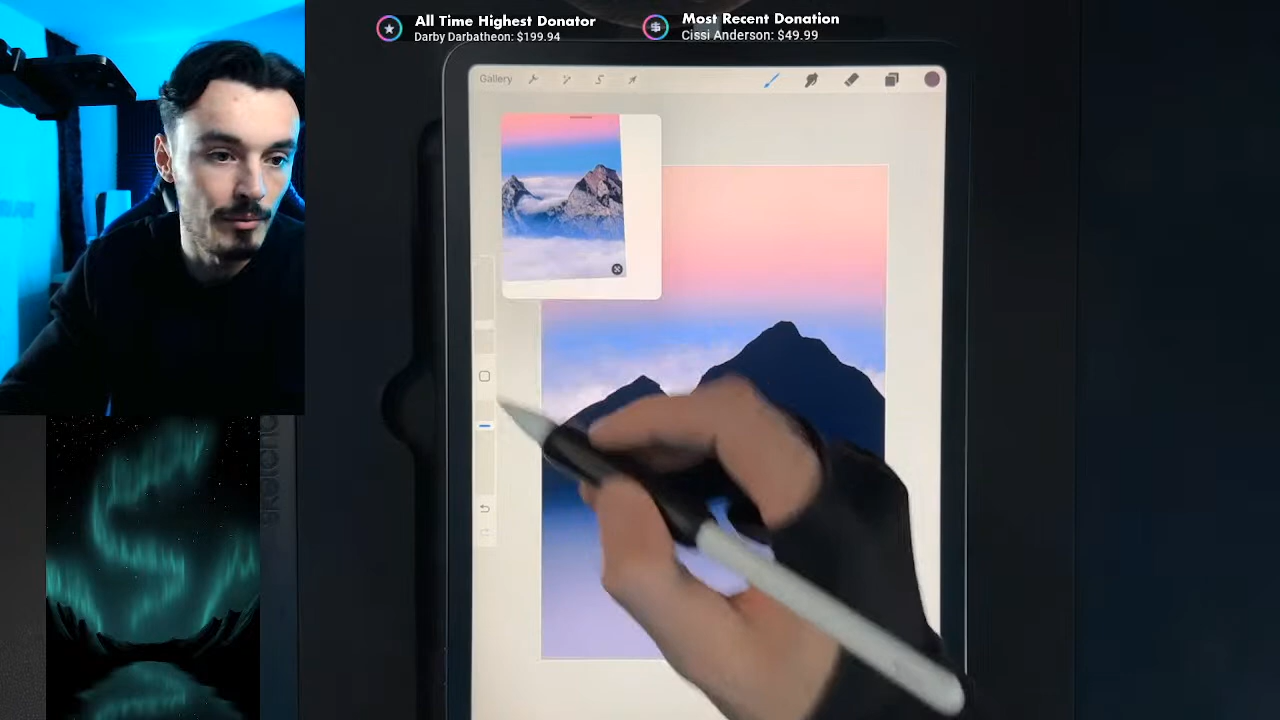 All Time Highest Donator
Darby Darbatheon: $199.94
Most Recent Donation
Cissi Anderson: $49.99
Gallery